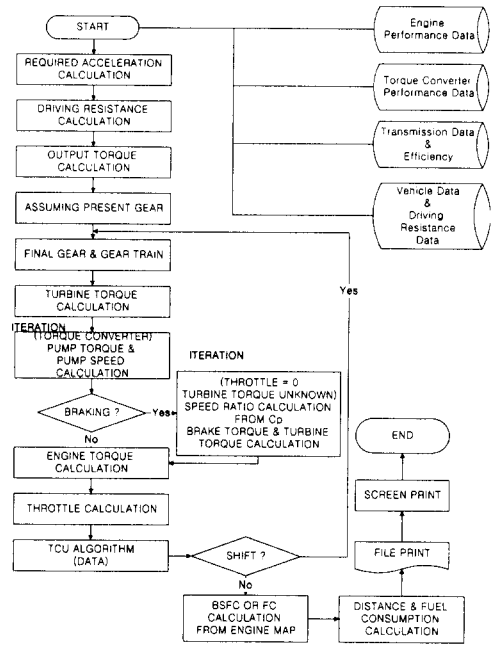 START
REQUIRED ACCELERATION
CALCULATION
DRIVING RESISTANCE
CALCULATION
OUTPUT TORQUE
CALCULATION
ASSUMING PRESENT GEAR
FINAL GEAR & GEAR TRAIN
TURBINE TORQUE
CALCULATION
ITERATION
(TORQUE CONVERTER)
PUMP TORQUE &
PUMP SPEED
CALCULATION
BRAKING ?
Yes
No
ITERATION
(THROTTLE = 0
TURBINE TORQUE UNKNOWN)
SPEED RATIO CALCULATION
FROM Cp
BRAKE TORQUE & TURBINE
TORQUE CALCULATION
ENGINE TORQUE
CALCULATION
THROTTLE CALCULATION
TCU ALGORITHM
(DATA)
SHIFT ?
Yes
No
BSFC OR FC
CALCULATION
FROM ENGINE MAP
DISTANCE & FUEL
CONSUMPTION
CALCULATION
FILE PRINT
SCREEN PRINT
END
Engine
Performance Data
Torque Converter
Performance Data
Transmission Data
&
Efficiency
Vehicle Data
&
Driving
Resistance
Data